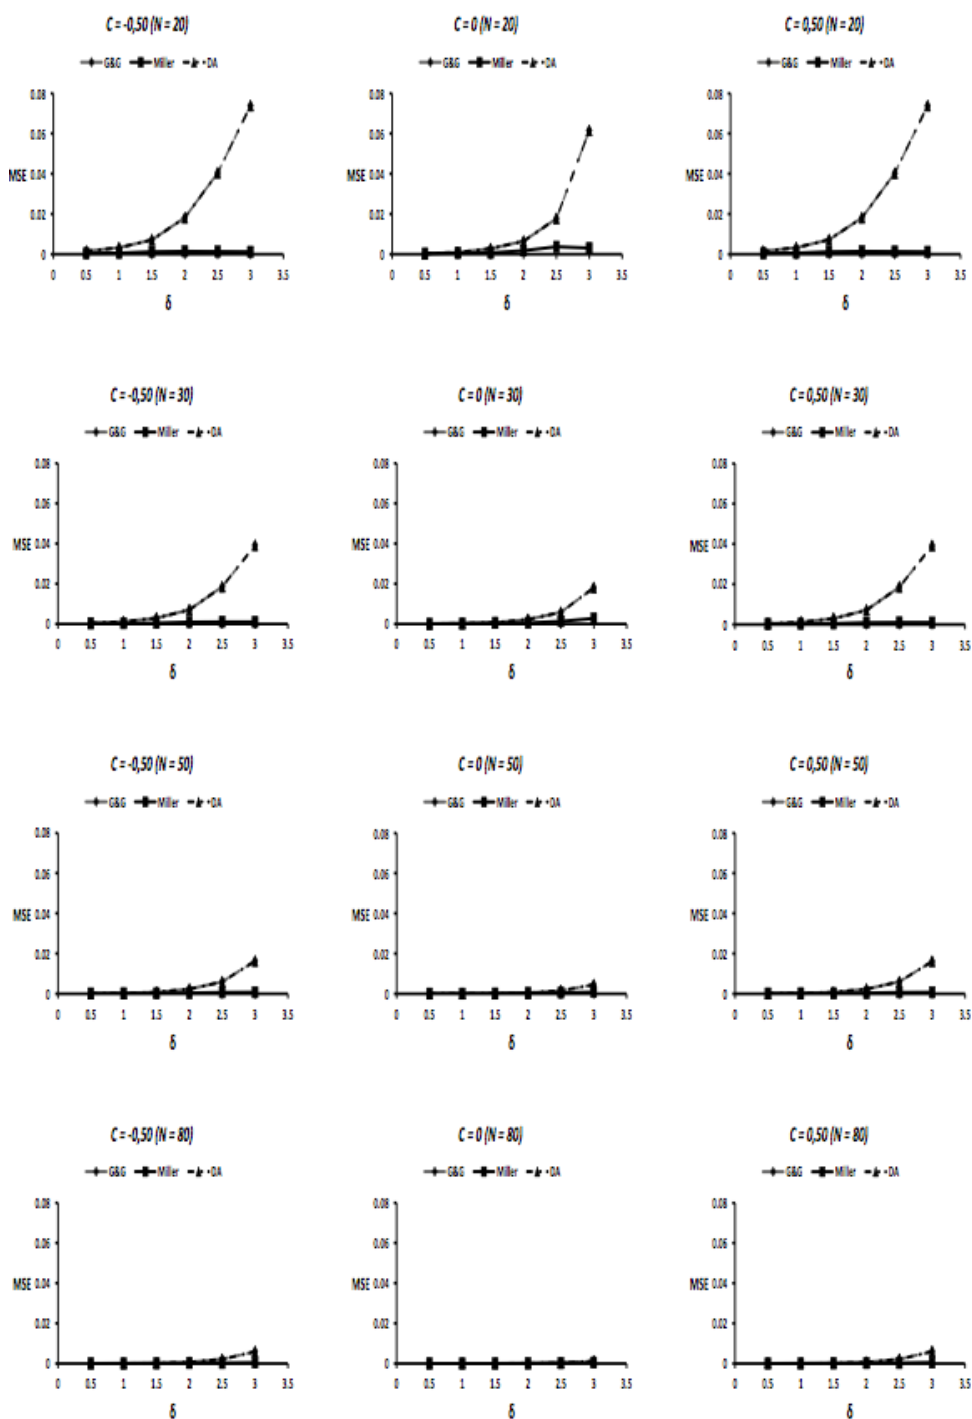 C = -0,50 (N = 20)
G&G Miller DA
0.08
0.06
MSE 0.04
0.02
0
0 0.5 1 1.5 2 2.5 3 3.5
δ
C = 0 (N = 20)
G&G Miller DA
0.08
0.06
MSE 0.04
0.02
0
0 0.5 1 1.5 2 2.5 3 3.5
δ
C = 0,50 (N = 20)
G&G Miller DA
0.08
0.06
MSE 0.04
0.02
0
0 0.5 1 1.5 2 2.5 3 3.5
δ
C = -0,50 (N = 30)
G&G Miller DA
0.08
0.06
MSE 0.04
0.02
0
0 0.5 1 1.5 2 2.5 3 3.5
δ
C = 0 (N = 30)
G&G Miller DA
0.08
0.06
MSE 0.04
0.02
0
0 0.5 1 1.5 2 2.5 3 3.5
δ
C = 0,50 (N = 30)
G&G Miller DA
0.08
0.06
MSE 0.04
0.02
0
0 0.5 1 1.5 2 2.5 3 3.5
δ
C = -0,50 (N = 50)
G&G Miller DA
0.08
0.06
MSE 0.04
0.02
0
0 0.5 1 1.5 2 2.5 3 3.5
δ
C = 0 (N = 50)
G&G Miller DA
0.08
0.06
MSE 0.04
0.02
0
0 0.5 1 1.5 2 2.5 3 3.5
δ
C = 0,50 (N = 50)
G&G Miller DA
0.08
0.06
MSE 0.04
0.02
0
0 0.5 1 1.5 2 2.5 3 3.5
δ
C = -0,50 (N = 80)
G&G Miller DA
0.08
0.06
MSE 0.04
0.02
0
0 0.5 1 1.5 2 2.5 3 3.5
δ
C = 0 (N = 80)
G&G Miller DA
0.08
0.06
MSE 0.04
0.02
0
0 0.5 1 1.5 2 2.5 3 3.5
δ
C = 0,50 (N = 80)
G&G Miller DA
0.08
0.06
MSE 0.04
0.02
0
0 0.5 1 1.5 2 2.5 3 3.5
δ